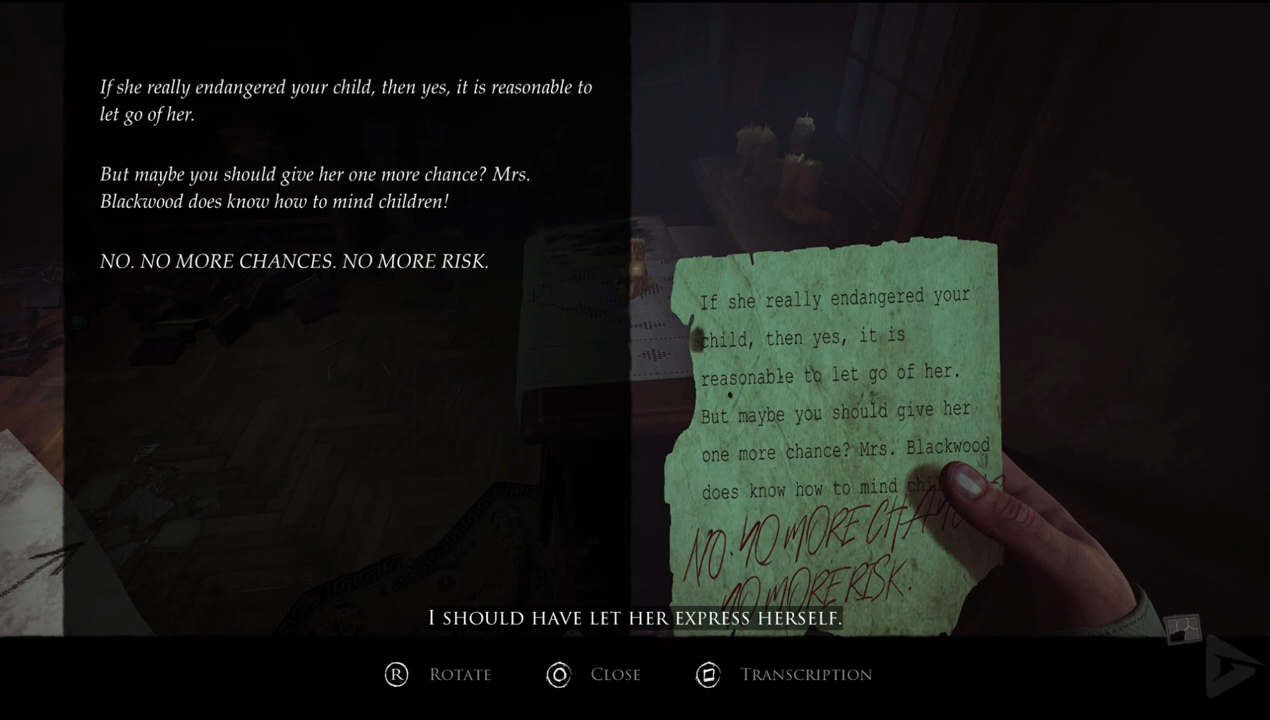 If she really endangered your child, then yes, it is reasonable to
let go of her.
But maybe you should give her one more chance? Mrs.
Blackwood does know how to mind children!
NO. NO MORE CHANCES. NO MORE RISK.
If she really endangered your
child, then yes, it is
reasonable to let go of her.
But maybe you should give her
one more chance? Mrs. Blackwood
does know how to mind
NO. NO MORE
NO MORE RISK.
I SHOULD HAVE LET HER EXPRESS HERSELF.
R ROTATE CLOSE TRANSCRIPTION